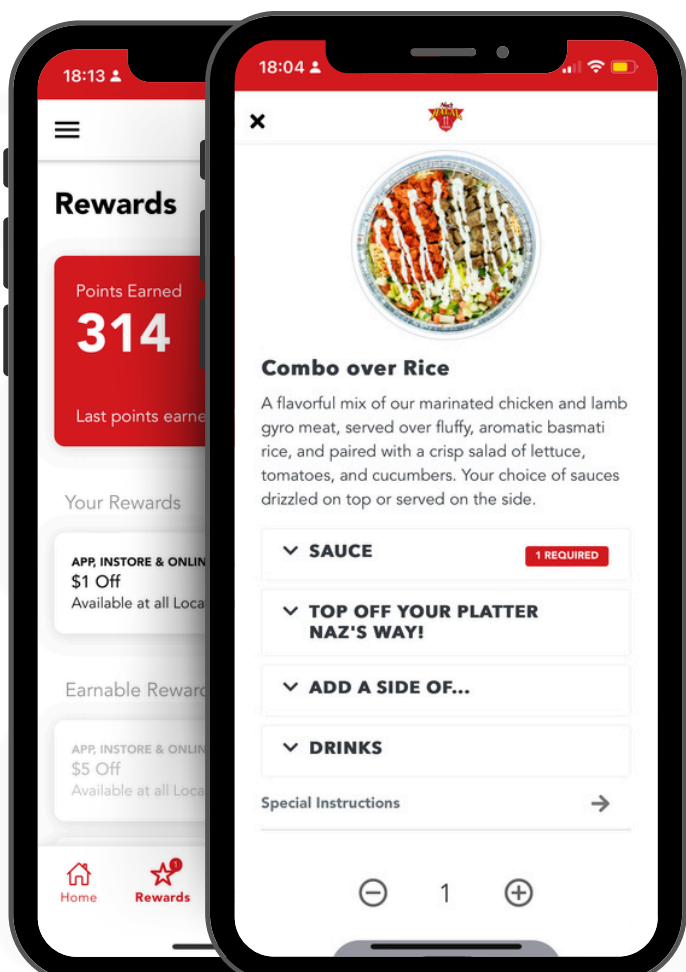 18:13
Rewards
Points Earned
314
Last points earne
Your Rewards
APP, INSTORE & ONLIN
$1 Off
Available at all Loca
Earnable Reward
APP, INSTORE & ONLIN
$5 Off
Available at all Loca
Home
1
Rewards
18:04
Naz's
HALAL
Combo over Rice
A flavorful mix of our marinated chicken and lamb
gyro meat, served over fluffy, aromatic basmati
rice, and paired with a crisp salad of lettuce,
tomatoes, and cucumbers. Your choice of sauces
drizzled on top or served on the side.
SAUCE
1 REQUIRED
TOP OFF YOUR PLATTER
NAZ'S WAY!
ADD A SIDE OF...
DRINKS
Special Instructions
1